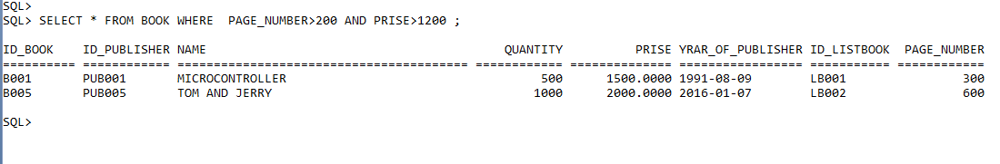 SQL>
SQL> SELECT * FROM BOOK WHERE  PAGE_NUMBER>200 AND PRISE>1200 ;
ID_BOOK    ID_PUBLISHER NAME                                        QUANTITY          PRISE YRAR_OF_PUBLISHER ID_LISTBOOK  PAGE_NUMBER
========== ============ ======================================== ============ ============== ================= =========== ============
B001       PUB001       MICROCONTROLLER                                  500      1500.0000 1991-08-09        LB001                300
B005       PUB005       TOM AND JERRY                                   1000      2000.0000 2016-01-07        LB002                600
SQL>